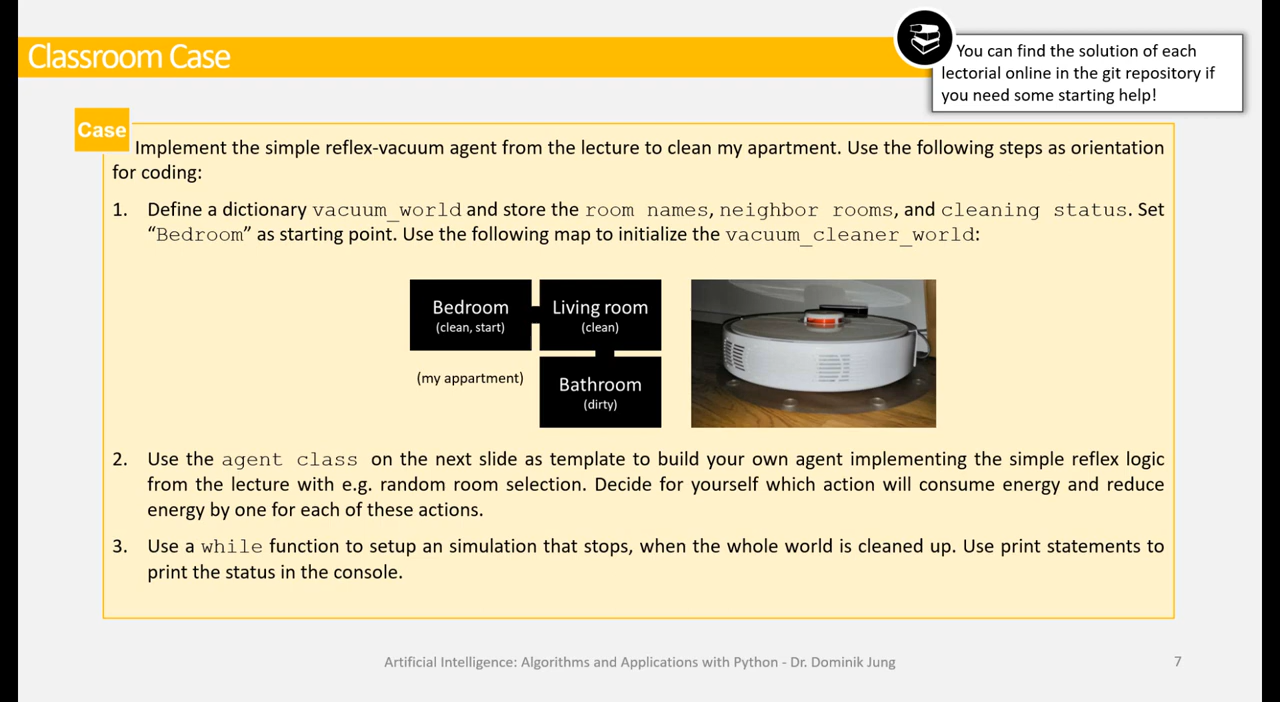 Classroom Case
You can find the solution of each
lectorial online in the git repository if
you need some starting help!
Case
Implement the simple reflex-vacuum agent from the lecture to clean my apartment. Use the following steps as orientation
for coding:
1. Define a dictionary vacuum_world and store the room names, neighbor rooms, and cleaning status. Set
“Bedroom” as starting point. Use the following map to initialize the vacuum_cleaner_world:
Bedroom
(clean, start)
Living room
(clean)
(my appartment)
Bathroom
(dirty)
2. Use the agent class on the next slide as template to build your own agent implementing the simple reflex logic
from the lecture with e.g. random room selection. Decide for yourself which action will consume energy and reduce
energy by one for each of these actions.
3. Use a while function to setup an simulation that stops, when the whole world is cleaned up. Use print statements to
print the status in the console.
Artificial Intelligence: Algorithms and Applications with Python - Dr. Dominik Jung
7